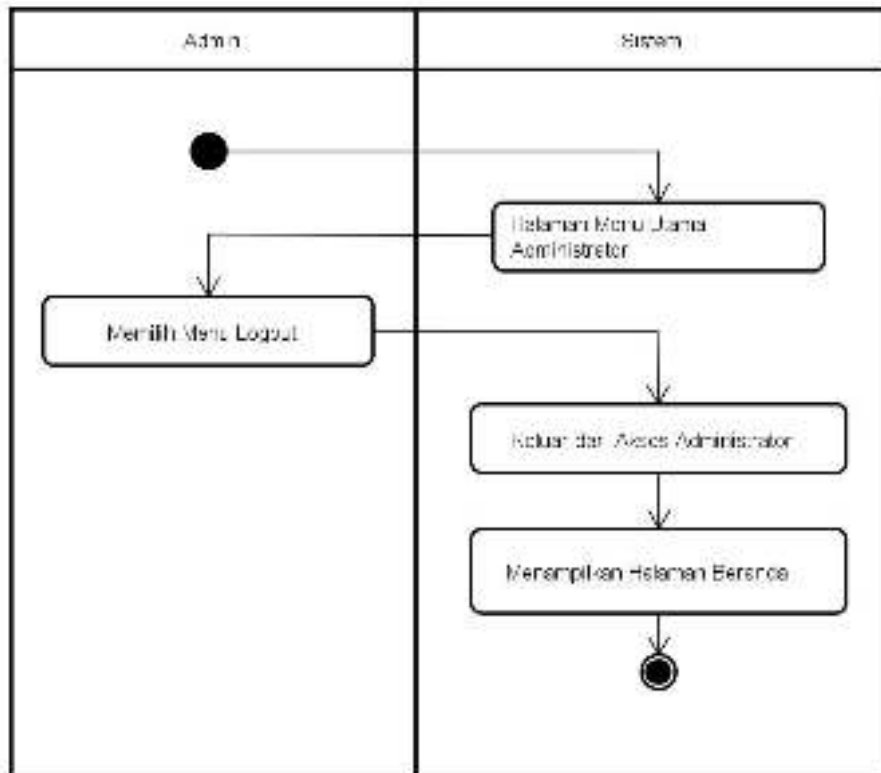 Admin
Sistem
Halaman Menu Utama
Administrator
Memilih Menu Logout
Keluar dari Akses Administrator
Menampilkan Halaman Beranda